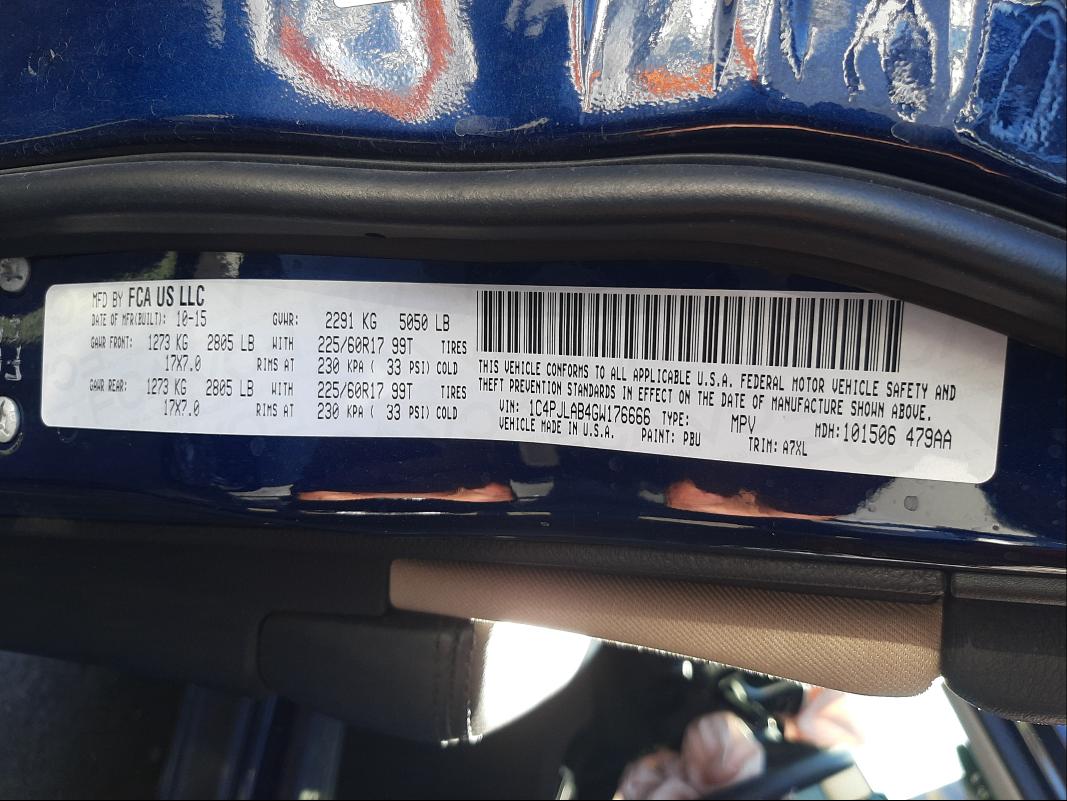 MFD BY FCA US LLC
DATE OF MFR(BUILT): 10-15 GVWR: 2291 KG 5050 LB
GAWR FRONT: 1273 KG 2805 LB WITH 225/60R17 99T TIRES
17X7.0 RIMS AT 230 KPA ( 33 PSI) COLD
GAWR REAR: 1273 KG 2805 LB WITH 225/60R17 99T TIRES
17X7.0 RIMS AT 230 KPA ( 33 PSI) COLD
THIS VEHICLE CONFORMS TO ALL APPLICABLE U.S.A. FEDERAL MOTOR VEHICLE SAFETY AND
THEFT PREVENTION STANDARDS IN EFFECT ON THE DATE OF MANUFACTURE SHOWN ABOVE.
VIN: 1C4PJLAB4GW176666 TYPE: MPV MDH:101506 479AA
VEHICLE MADE IN U.S.A. PAINT: PBU TRIM: A7XL